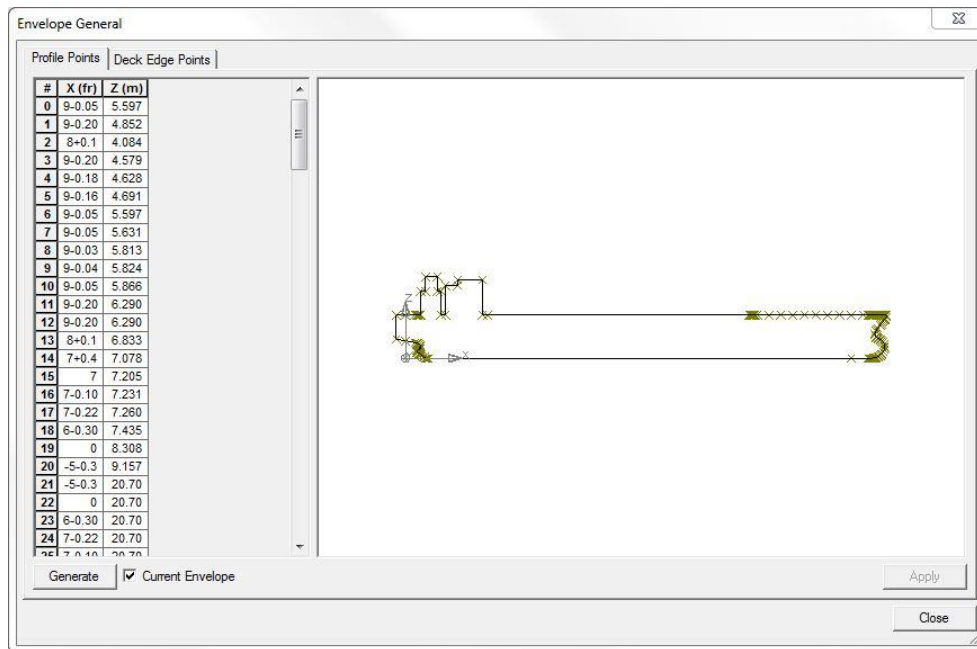 Envelope General
Profile Points Deck Edge Points
# X (fr) Z (m)
0 9-0.05 5.597
1 9-0.20 4.852
2 8+0.1 4.084
3 9-0.20 4.579
4 9-0.18 4.628
5 9-0.16 4.691
6 9-0.05 5.597
7 9-0.05 5.631
8 9-0.03 5.813
9 9-0.04 5.824
10 9-0.05 5.866
11 9-0.20 6.290
12 9-0.20 6.290
13 8+0.1 6.833
14 7+0.4 7.078
15 7 7.205
16 7-0.10 7.231
17 7-0.22 7.260
18 6-0.30 7.435
19 0 8.308
20 -5-0.3 9.157
21 -5-0.3 20.70
22 0 20.70
23 6-0.30 20.70
24 7-0.22 20.70
25 7-0.10 20.70
Z
X
Generate Current Envelope Apply
Close